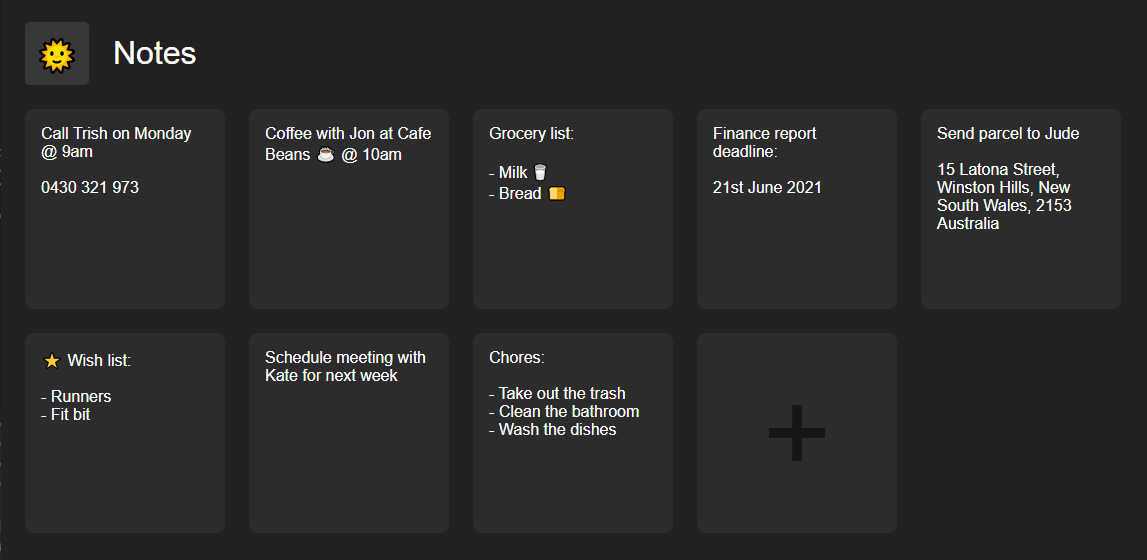 Notes
Call Trish on Monday
@ 9am
0430 321 973
Coffee with Jon at Cafe
Beans ☕ @ 10am
Grocery list:
- Milk 🥛
- Bread 🍞
Finance report
deadline:
21st June 2021
Send parcel to Jude
15 Latona Street,
Winston Hills, New
South Wales, 2153
Australia
⭐ Wish list:
- Runners
- Fit bit
Schedule meeting with
Kate for next week
Chores:
- Take out the trash
- Clean the bathroom
- Wash the dishes